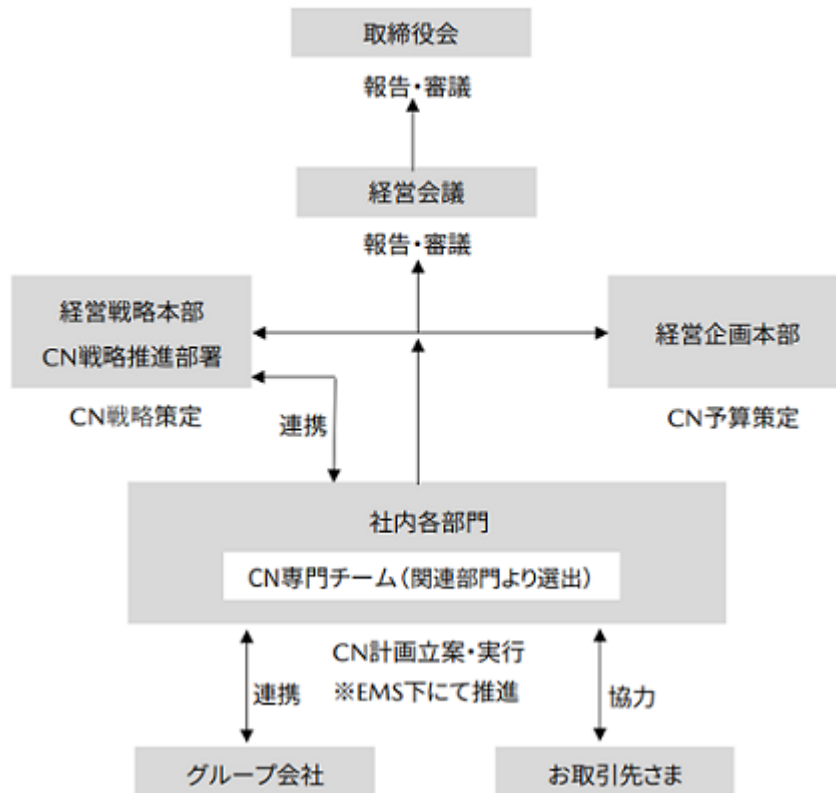 取締役会
報告・審議
経営会議
報告・審議
経営戦略本部
CN戦略推進部署
経営企画本部
CN戦略策定
連携
CN予算策定
社内各部門
CN専門チーム（関連部門より選出）
CN計画立案・実行
※EMS下にて推進
連携
協力
グループ会社
お取引先さま